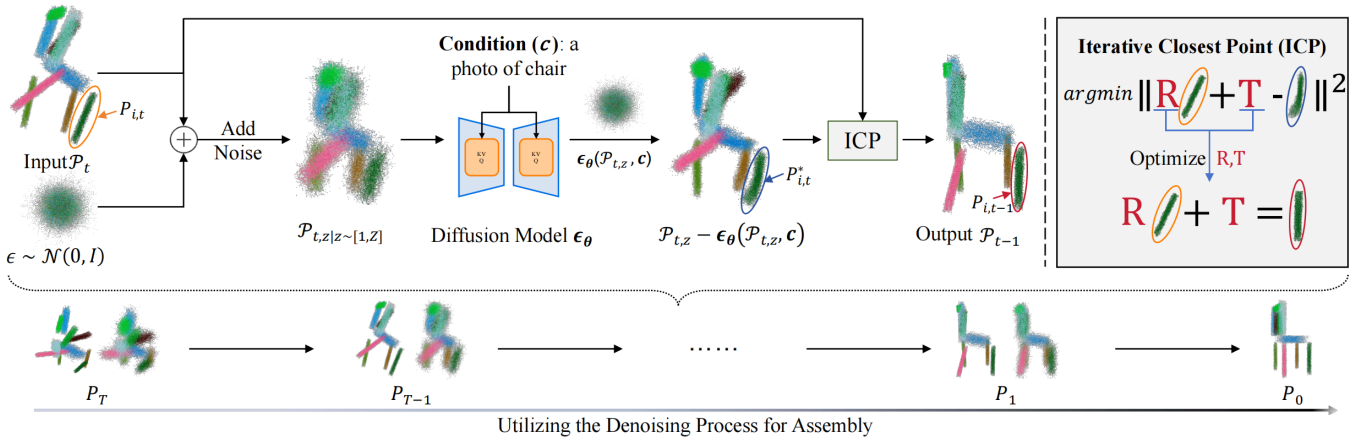 Condition (c): a
photo of chair
P_{i,t}
Input 𝒫_t
Add
Noise
ϵ ~ 𝒩(0, I)
𝒫_{t,z|z~[1,Z]}
KV
Q
KV
Q
Diffusion Model ϵ_θ
ϵ_θ(𝒫_{t,z}, c)
P^*_{i,t}
𝒫_{t,z} − ϵ_θ(𝒫_{t,z}, c)
ICP
P_{i,t−1}
Output 𝒫_{t−1}
Iterative Closest Point (ICP)
argmin ‖R + T - ‖²
Optimize R,T
R + T =
P_T
P_{T−1}
……
P_1
P_0
Utilizing the Denoising Process for Assembly